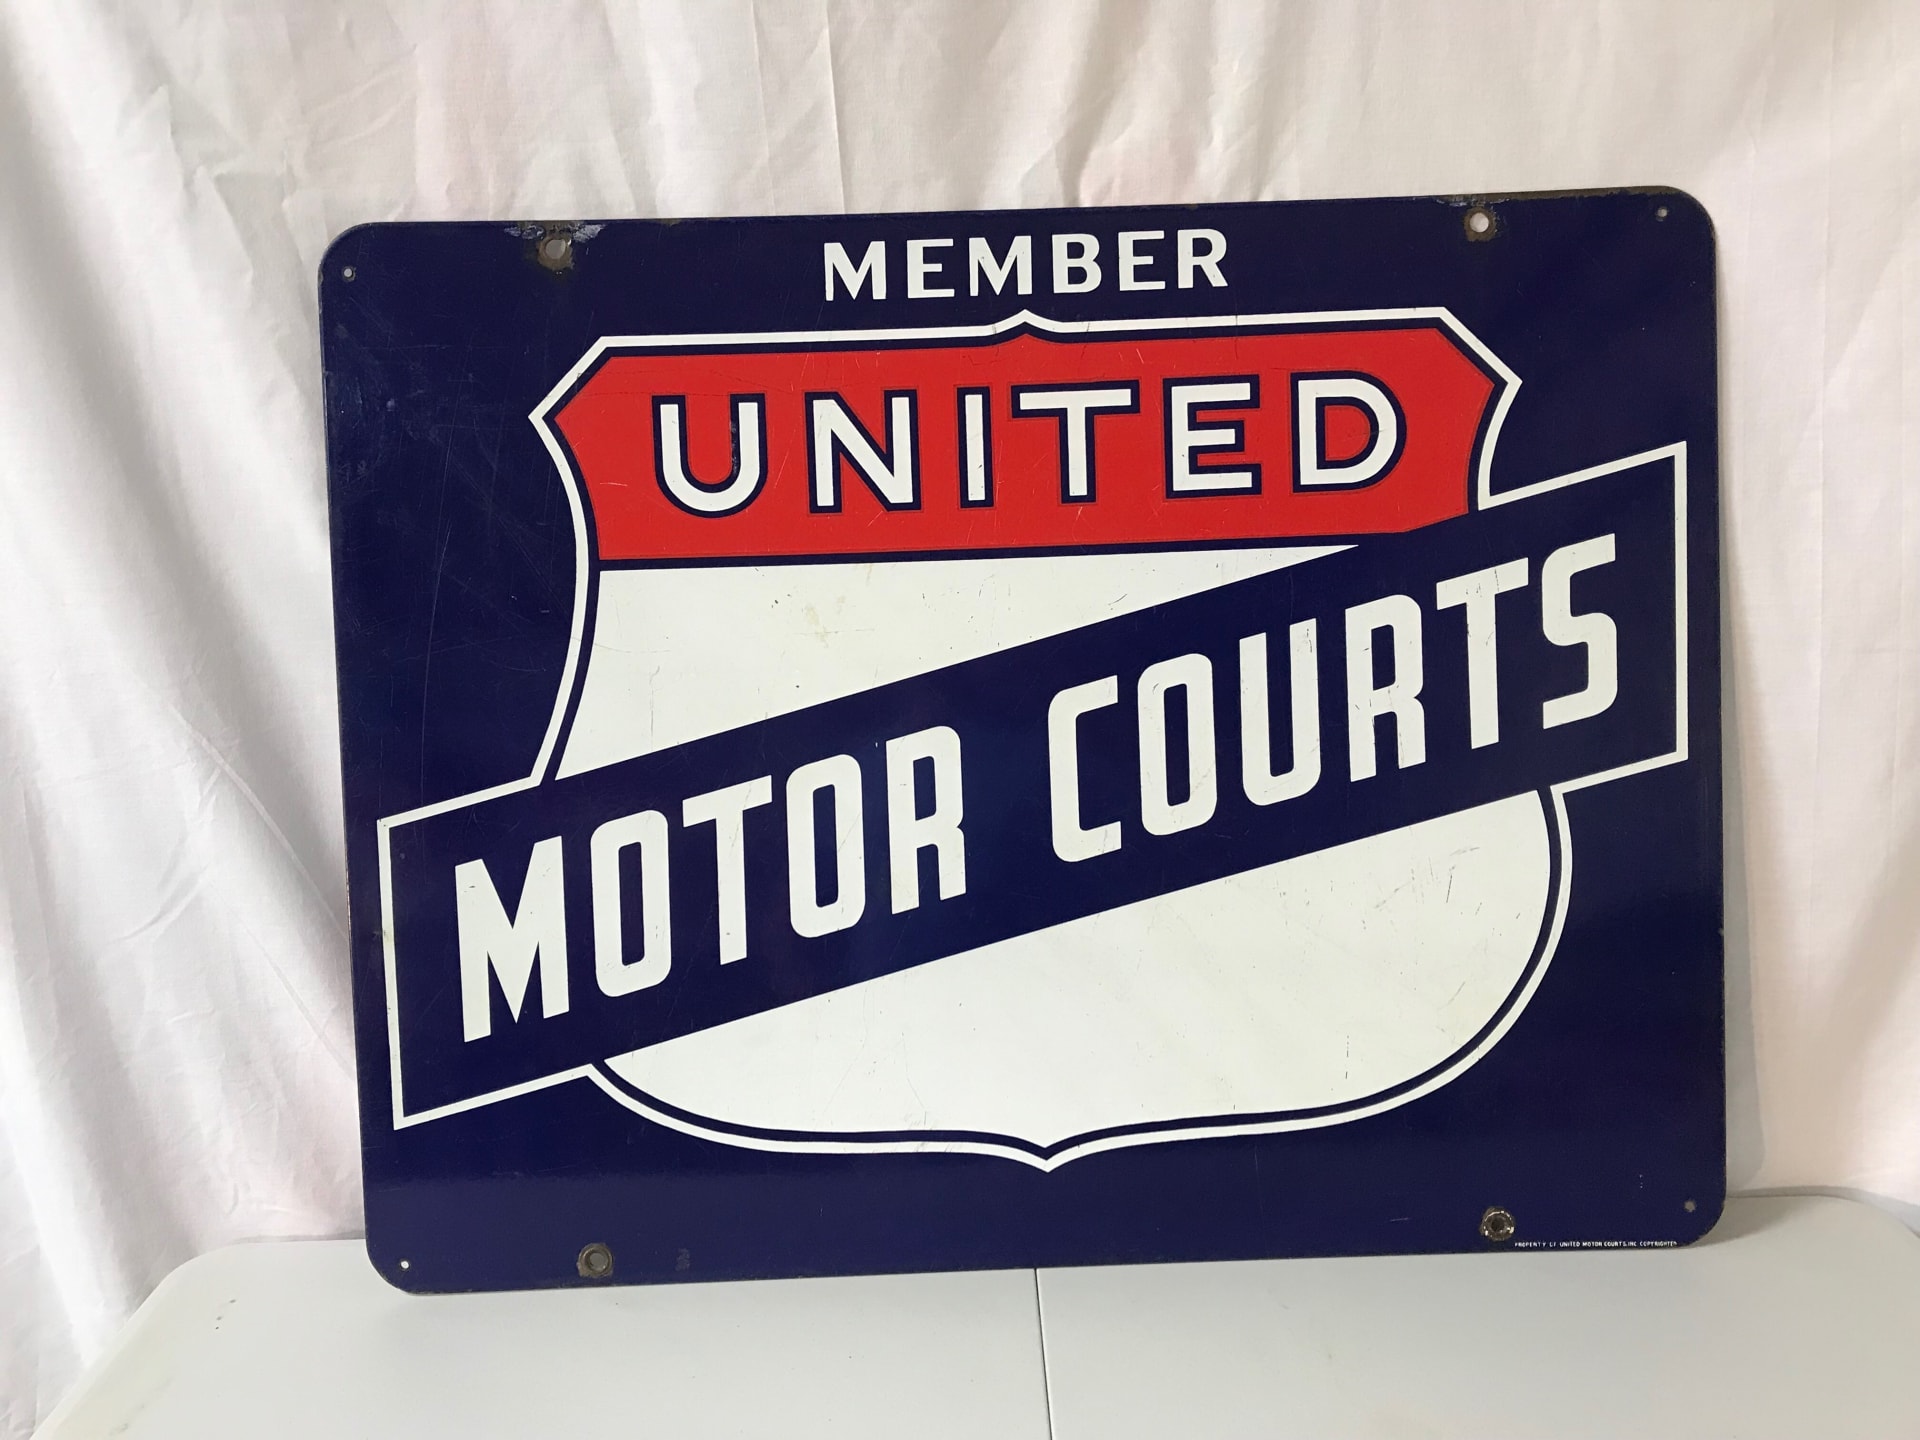 MEMBER
UNITED
MOTOR COURTS
PROPERTY OF UNITED MOTOR COURTS, INC. COPYRIGHTED